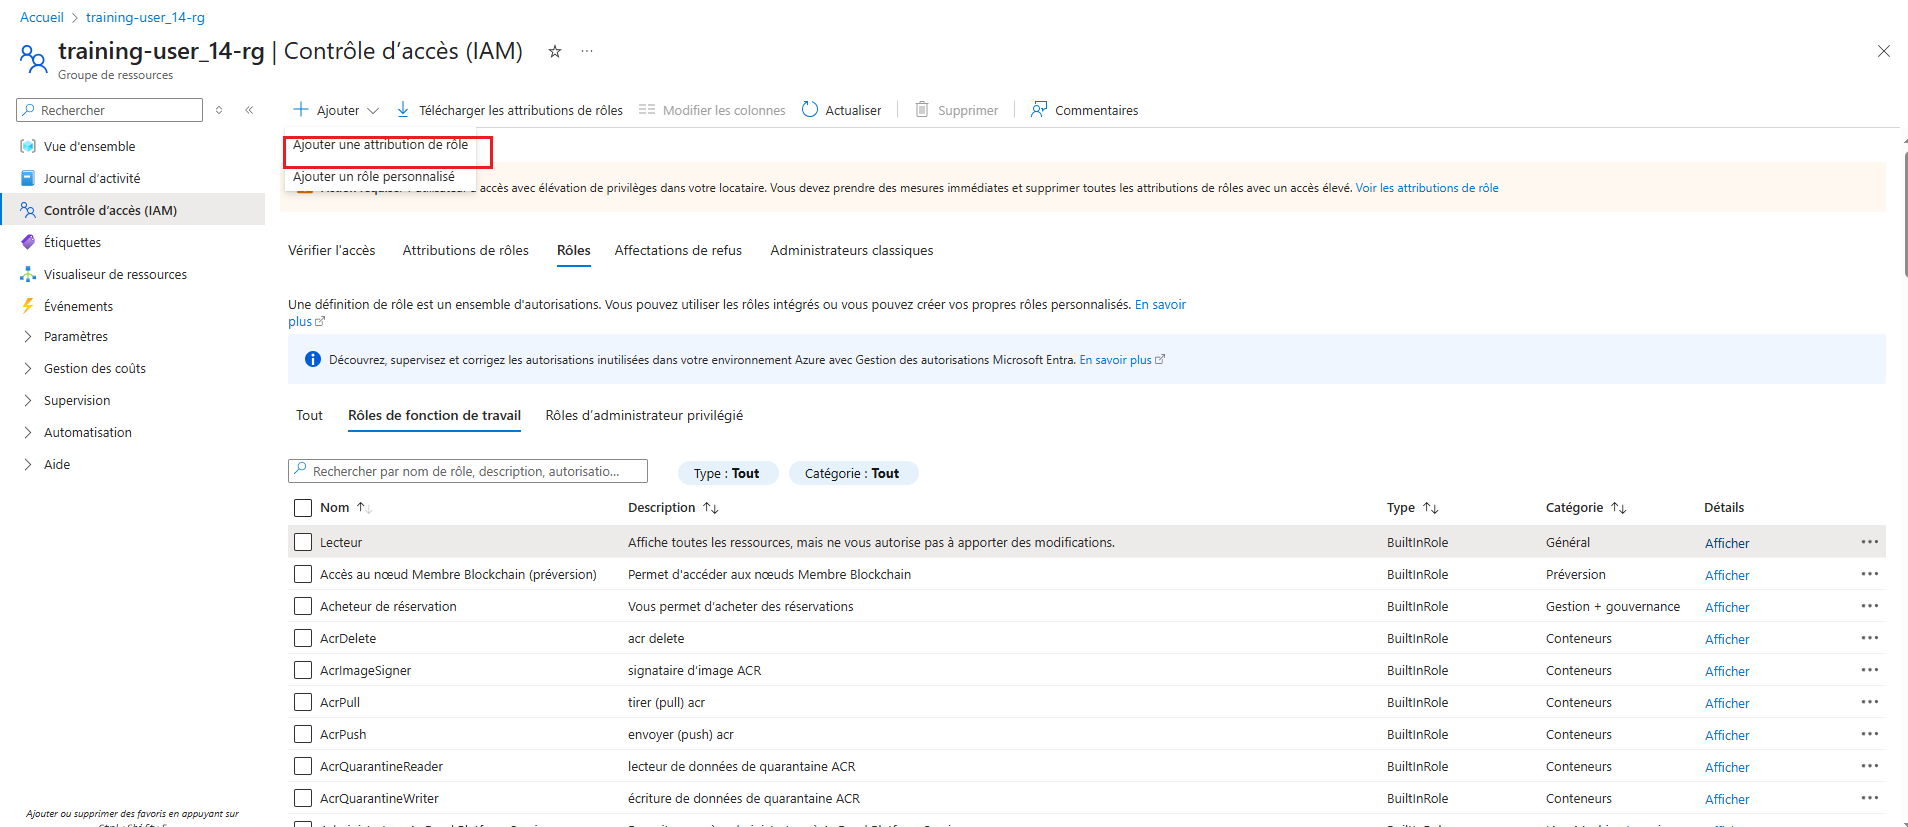 Accueil > training-user_14-rg
training-user_14-rg | Contrôle d'accès (IAM)
Groupe de ressources
Rechercher
Ajouter
Télécharger les attributions de rôles
Modifier les colonnes
Actualiser
Supprimer
Commentaires
Vue d'ensemble
Journal d'activité
Contrôle d'accès (IAM)
Étiquettes
Visualiseur de ressources
Événements
Paramètres
Gestion des coûts
Supervision
Automatisation
Aide
Ajouter ou supprimer des favoris en appuyant sur
Ajouter une attribution de rôle
Ajouter un rôle personnalisé
accès avec élévation de privilèges dans votre locataire. Vous devez prendre des mesures immédiates et supprimer toutes les attributions de rôles avec un accès élevé. Voir les attributions de rôle
Vérifier l'accès Attributions de rôles Rôles Affectations de refus Administrateurs classiques
Une définition de rôle est un ensemble d'autorisations. Vous pouvez utiliser les rôles intégrés ou vous pouvez créer vos propres rôles personnalisés. En savoir
plus
Découvrez, supervisez et corrigez les autorisations inutilisées dans votre environnement Azure avec Gestion des autorisations Microsoft Entra. En savoir plus
Tout Rôles de fonction de travail Rôles d'administrateur privilégié
Rechercher par nom de rôle, description, autorisatio...
Type : Tout
Catégorie : Tout
Nom Description Type Catégorie Détails
Lecteur Affiche toutes les ressources, mais ne vous autorise pas à apporter des modifications. BuiltInRole Général Afficher
Accès au nœud Membre Blockchain (préversion) Permet d'accéder aux nœuds Membre Blockchain BuiltInRole Préversion Afficher
Acheteur de réservation Vous permet d'acheter des réservations BuiltInRole Gestion + gouvernance Afficher
AcrDelete acr delete BuiltInRole Conteneurs Afficher
AcrImageSigner signataire d'image ACR BuiltInRole Conteneurs Afficher
AcrPull tirer (pull) acr BuiltInRole Conteneurs Afficher
AcrPush envoyer (push) acr BuiltInRole Conteneurs Afficher
AcrQuarantineReader lecteur de données de quarantaine ACR BuiltInRole Conteneurs Afficher
AcrQuarantineWriter écriture de données de quarantaine ACR BuiltInRole Conteneurs Afficher